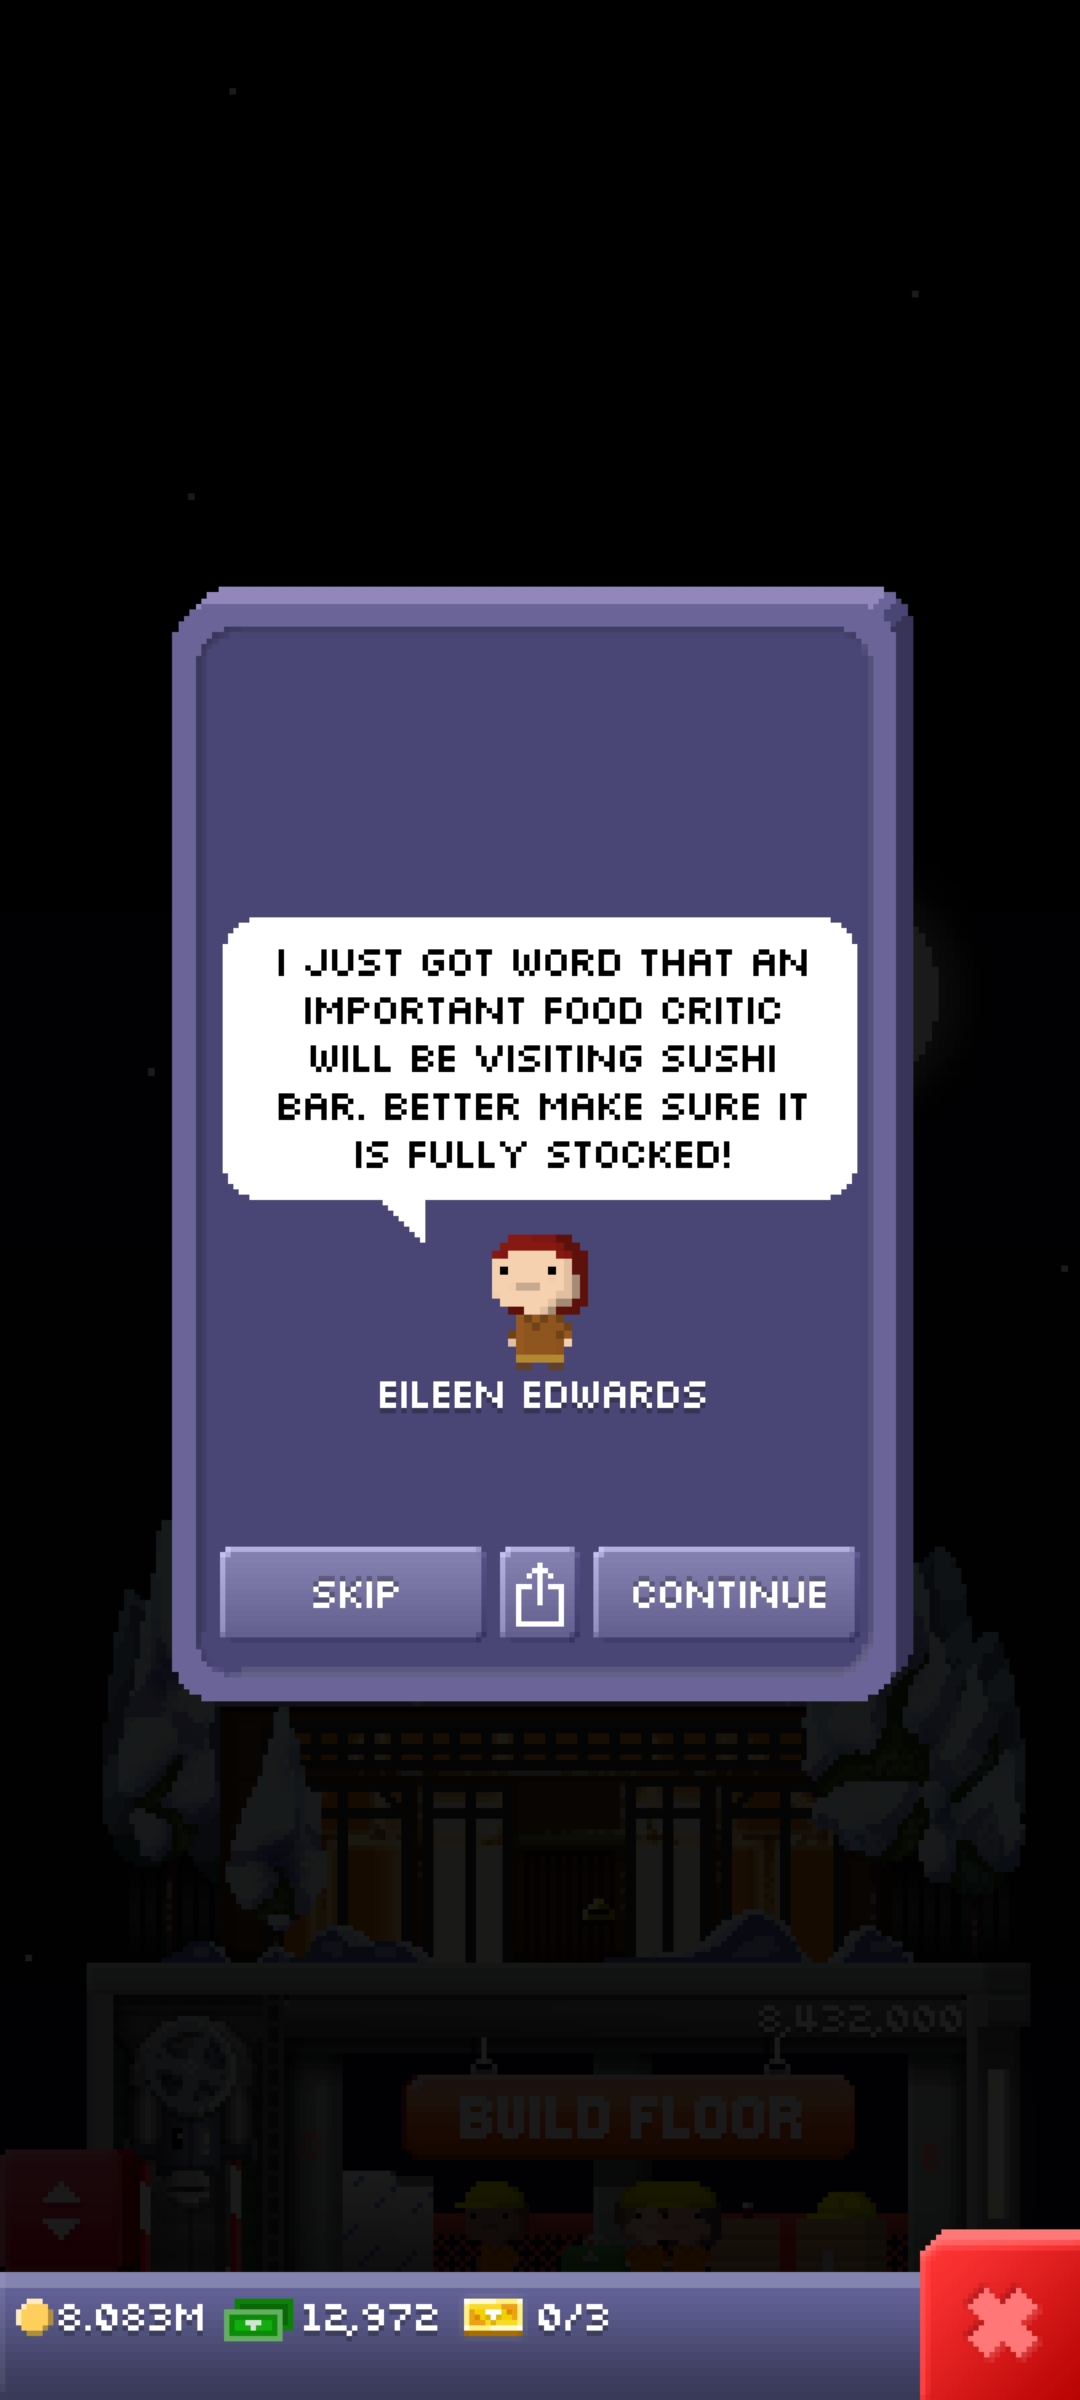 I JUST GOT WORD THAT AN
IMPORTANT FOOD CRITIC
WILL BE VISITING SUSHI
BAR. BETTER MAKE SURE IT
IS FULLY STOCKED!
EILEEN EDWARDS
SKIP
CONTINUE
8,432,000
BUILD FLOOR
8.083M
12,972
0/3